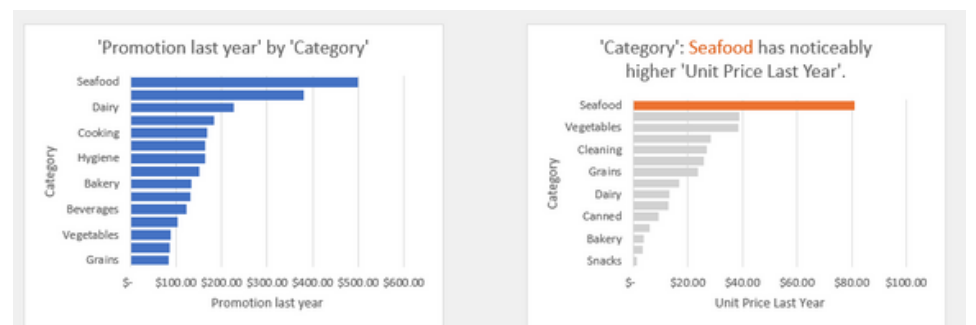 'Promotion last year' by 'Category'
Category
Seafood
Dairy
Cooking
Hygiene
Bakery
Beverages
Vegetables
Grains
$- $100.00 $200.00 $300.00 $400.00 $500.00 $600.00
Promotion last year
'Category': Seafood has noticeably
higher 'Unit Price Last Year'.
Category
Seafood
Vegetables
Cleaning
Grains
Dairy
Canned
Bakery
Snacks
$- $20.00 $40.00 $60.00 $80.00 $100.00
Unit Price Last Year